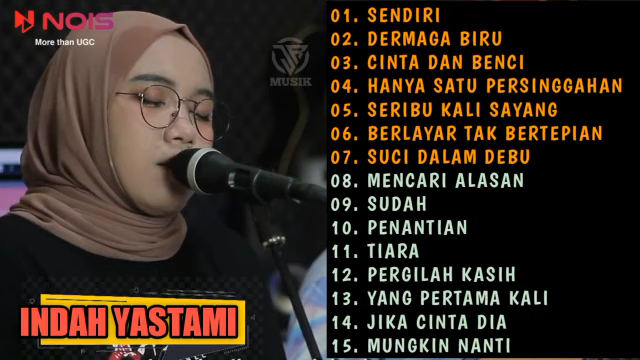 NOIS
More than UGC
JF
MUSIK
INDAH YASTAMI
01. SENDIRI
02. DERMAGA BIRU
03. CINTA DAN BENCI
04. HANYA SATU PERSINGGAHAN
05. SERIBU KALI SAYANG
06. BERLAYAR TAK BERTEPIAN
07. SUCI DALAM DEBU
08. MENCARI ALASAN
09. SUDAH
10. PENANTIAN
11. TIARA
12. PERGILAH KASIH
13. YANG PERTAMA KALI
14. JIKA CINTA DIA
15. MUNGKIN NANTI